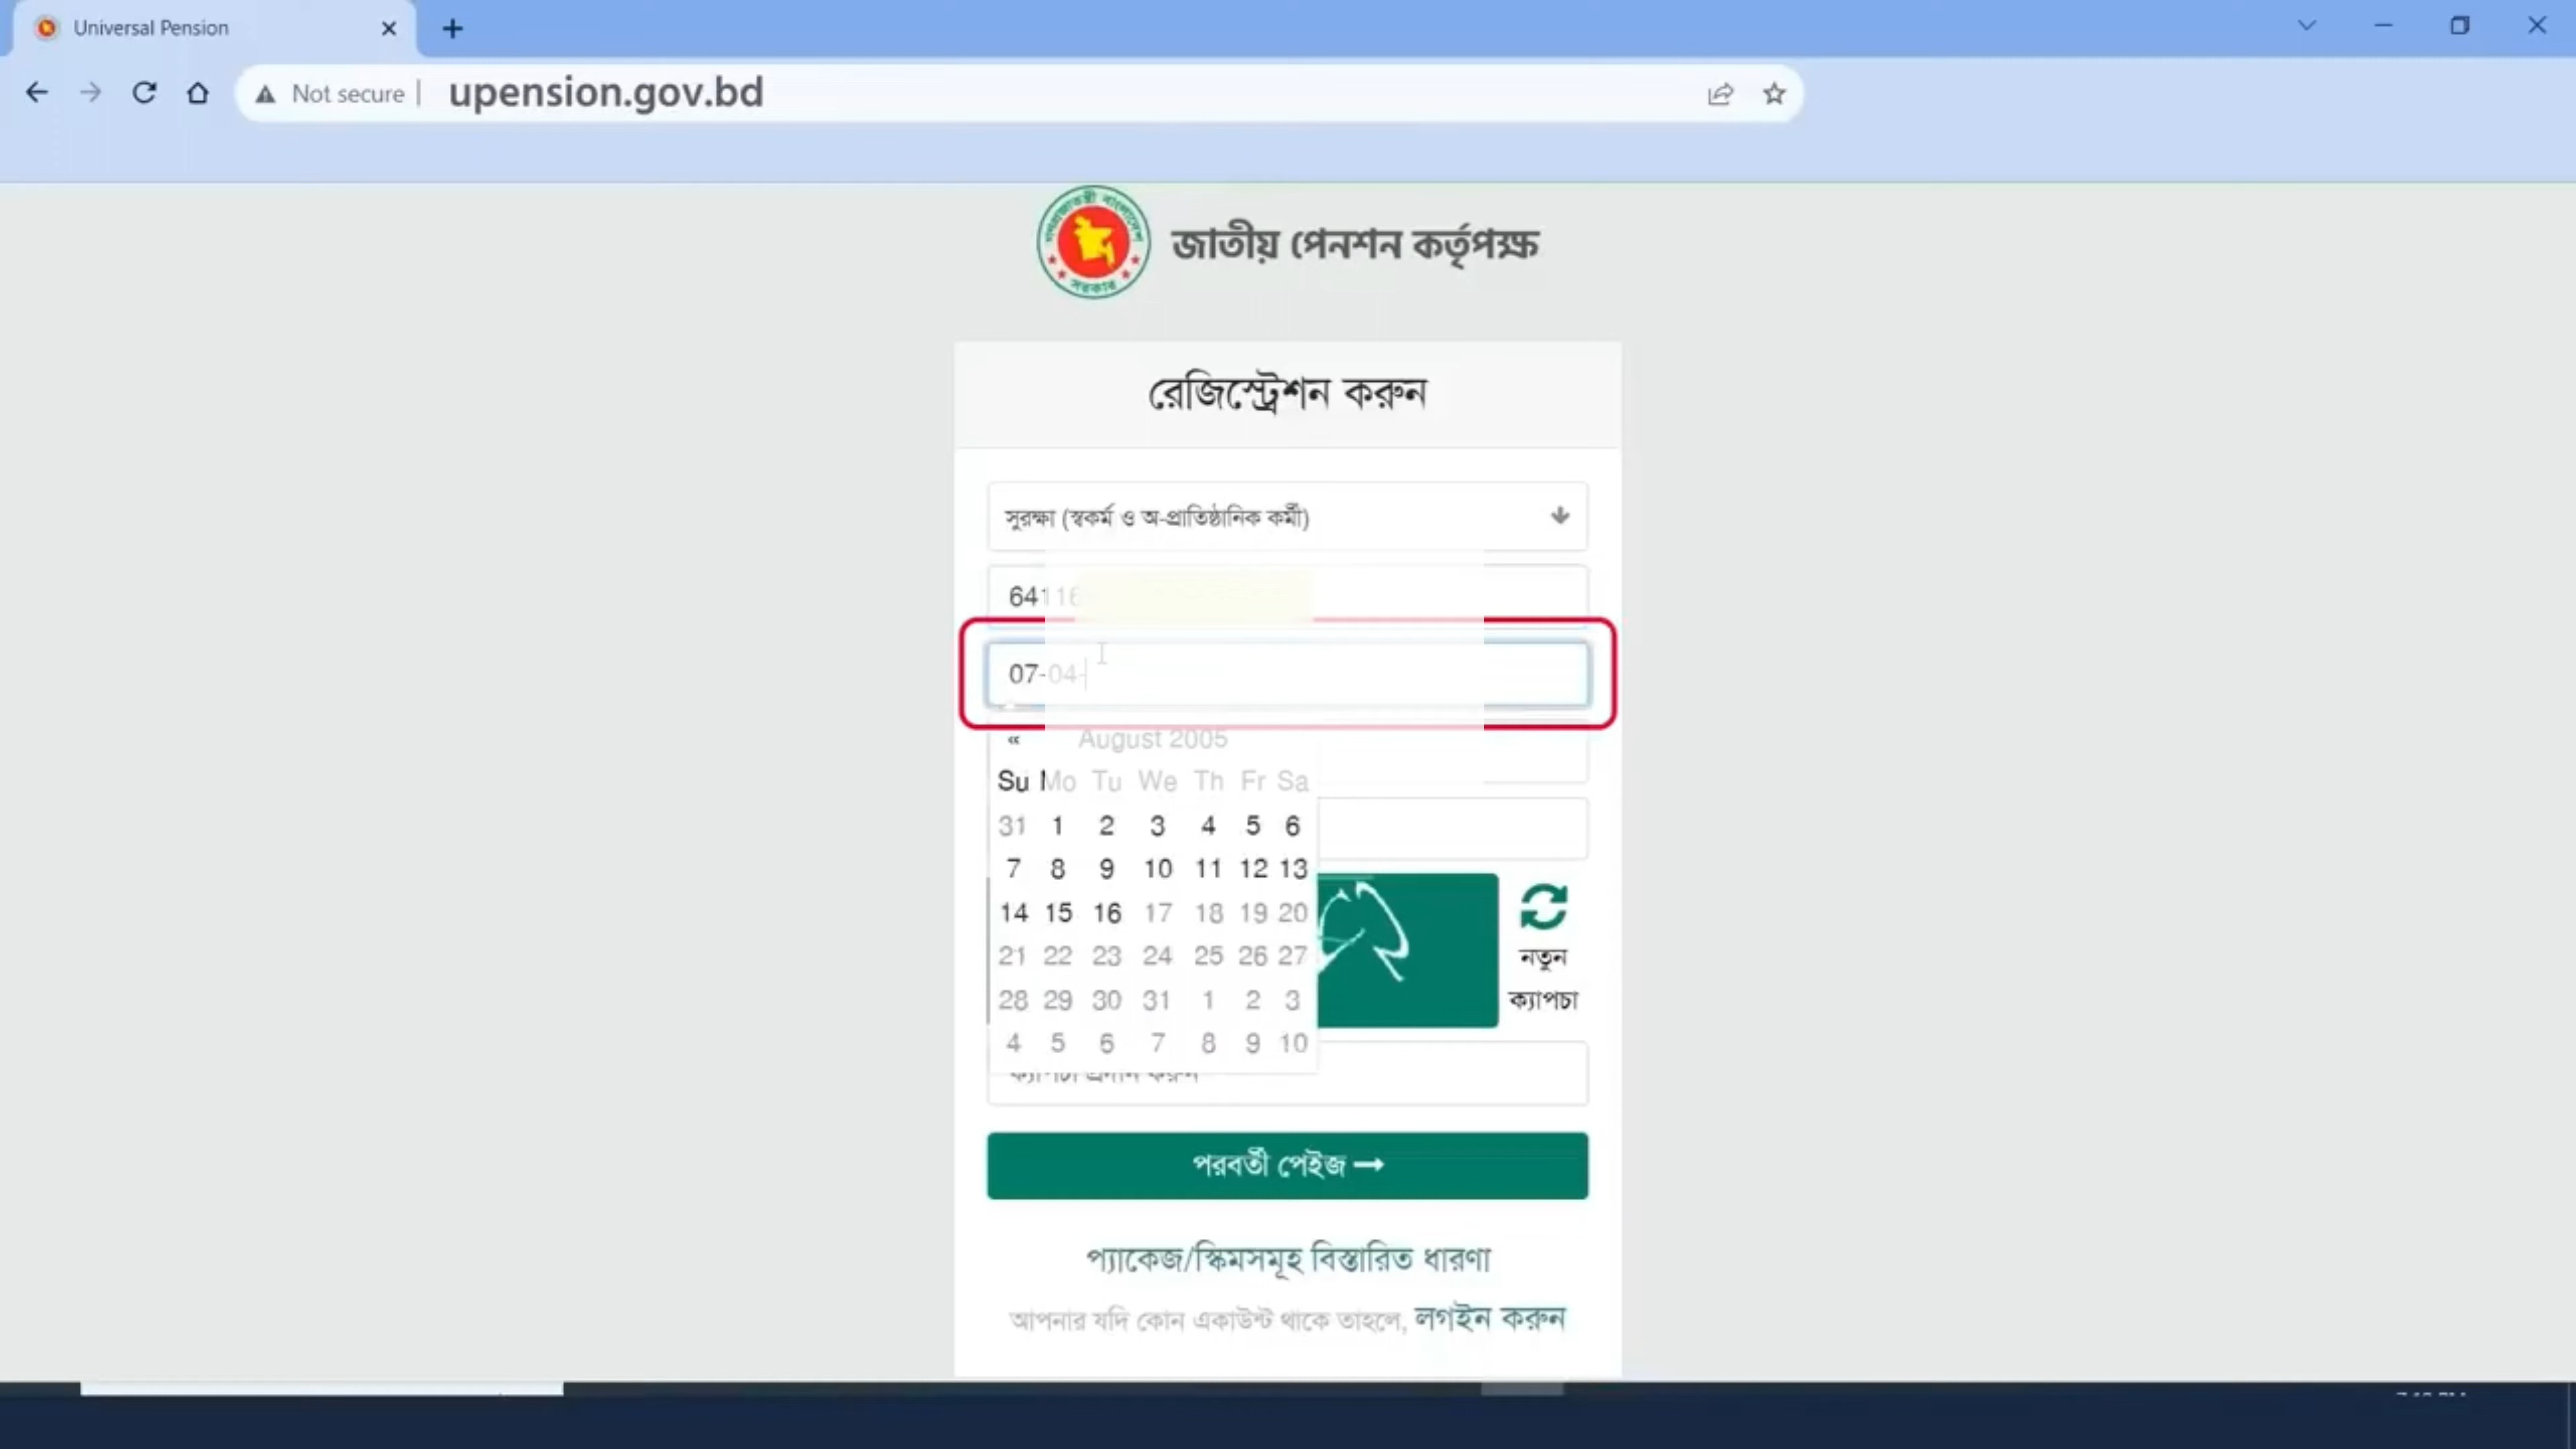 Universal Pension
Not secure
upension.gov.bd
জাতীয় পেনশন কর্তৃপক্ষ
রেজিস্ট্রেশন করুন
সুরক্ষা (স্বকর্ম ও অ-প্রাতিষ্ঠানিক কর্মী)
64116
07-04-
« August 2005
Su Mo Tu We Th Fr Sa
31 1 2 3 4 5 6
7 8 9 10 11 12 13
14 15 16 17 18 19 20
21 22 23 24 25 26 27
28 29 30 31 1 2 3
4 5 6 7 8 9 10
নতুন
ক্যাপচা
ক্যাপচা প্রদান করুন
পরবর্তী পেইজ →
প্যাকেজ/স্কিমসমূহ বিস্তারিত ধারণা
আপনার যদি কোন একাউন্ট থাকে তাহলে, লগইন করুন